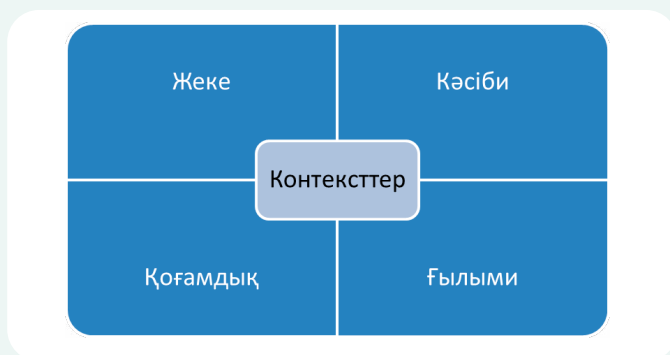 Жеке
Кәсіби
Контексттер
Қоғамдық
Ғылыми